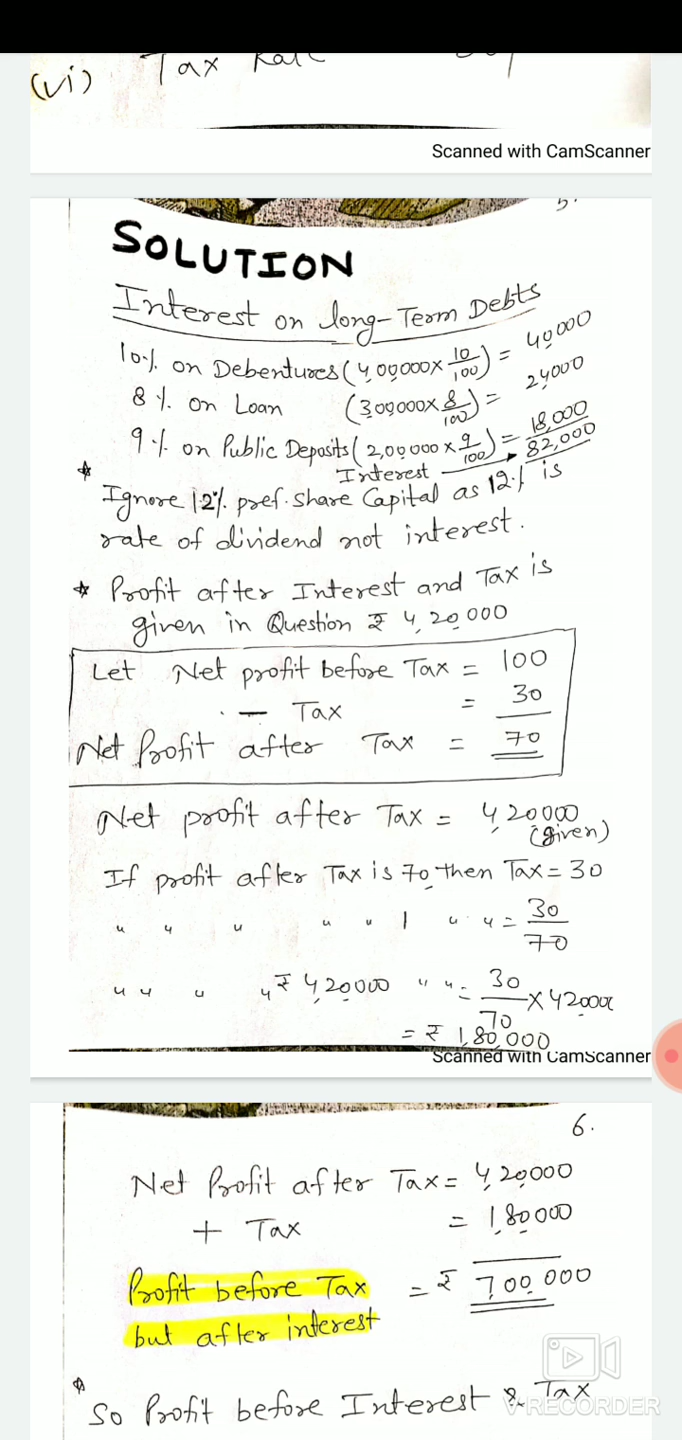 (vi) Tax Rate
Scanned with CamScanner
5.
SOLUTION
Interest on long-Term Debts
10% on Debentures (4,00,000 x 10/100) = 40,000
8 %. on Loan (3,00,000 x 8/100) = 24,000
9 %. on Public Deposits (2,00,000 x 9/100) = 18,000
Interest → 82,000
* Ignore 12% pref. Share Capital as 12% is
rate of dividend not interest.
* Profit after Interest and Tax is
given in Question ₹ 4,20,000
Let Net profit before Tax = 100
- Tax = 30
Net Profit after Tax = 70
Net profit after Tax = 4,20,000
(given)
If profit after Tax is 70, then Tax = 30
" " " " " 1 " " = 30/70
" " " " ₹ 4,20,000 " " = 30/70 x 420000
= ₹ 1,80,000
Scanned with CamScanner
6.
Net Profit after Tax = 4,20,000
+ Tax = 1,80,000
Profit before Tax = ₹ 7,00,000
but after interest
* So Profit before Interest & Tax
V RECORDER